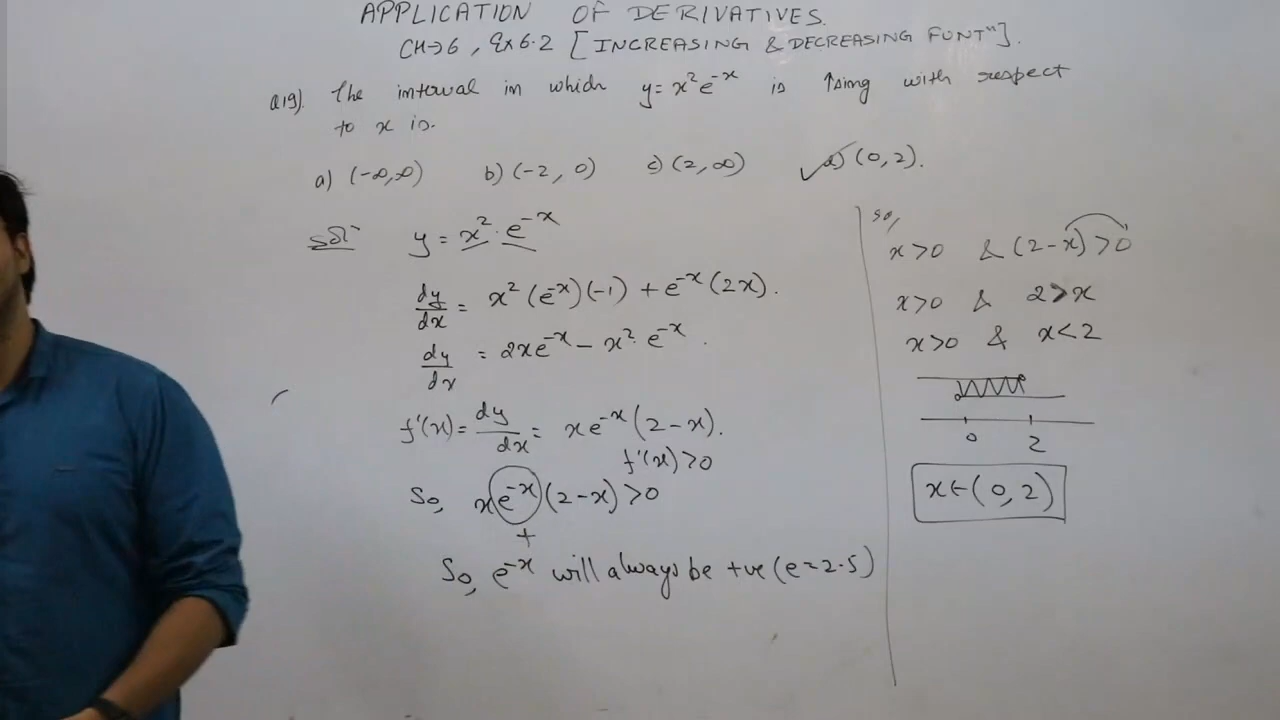 APPLICATION OF DERIVATIVES.
CH→6, Ex 6.2 [INCREASING & DECREASING FUNTⁿ].
Q19). The interval in which y = x²e⁻ˣ is ↑sing with respect
to x is.
a) (-∞,∞) b) (-2, 0) c) (2, ∞) ✓d) (0, 2).
Solⁿ y = x² · e⁻ˣ
dy/dx = x² (e⁻ˣ)(-1) + e⁻ˣ(2x).
dy/dx = 2xe⁻ˣ - x² · e⁻ˣ.
f'(x) = dy/dx = xe⁻ˣ(2-x).
f'(x) > 0
So, xe⁻ˣ(2-x) > 0
+
So, e⁻ˣ will always be +ve (e=2.5)
So,
x>0 & (2-x)>0
x>0 & 2>x
x>0 & x<2
0 2
x ∈ (0, 2)